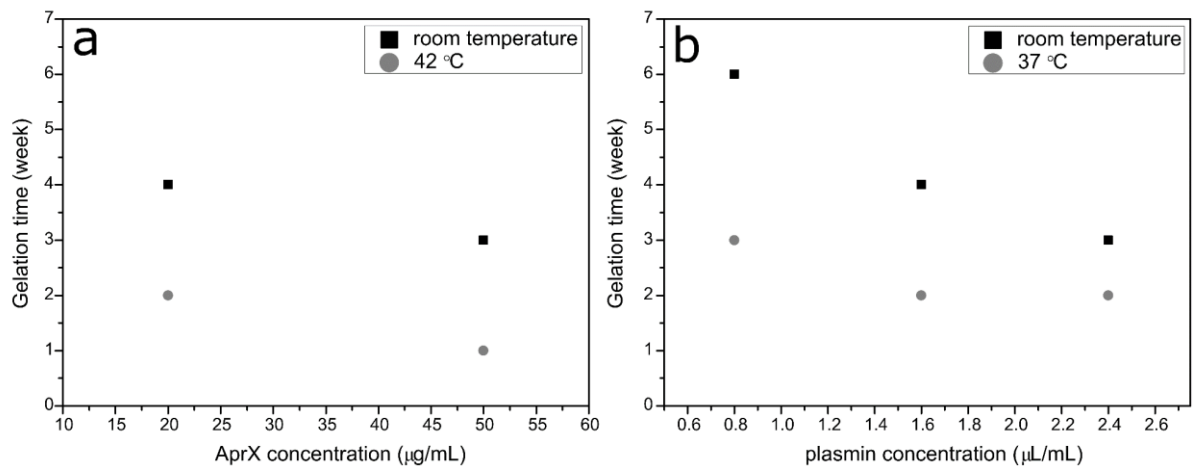 a
room temperature
42 °C
7
6
5
4
3
2
1
0
Gelation time (week)
10 15 20 25 30 35 40 45 50 55 60
AprX concentration (µg/mL)
b
room temperature
37 °C
7
6
5
4
3
2
1
0
Gelation time (week)
0.6 0.8 1.0 1.2 1.4 1.6 1.8 2.0 2.2 2.4 2.6
plasmin concentration (µL/mL)